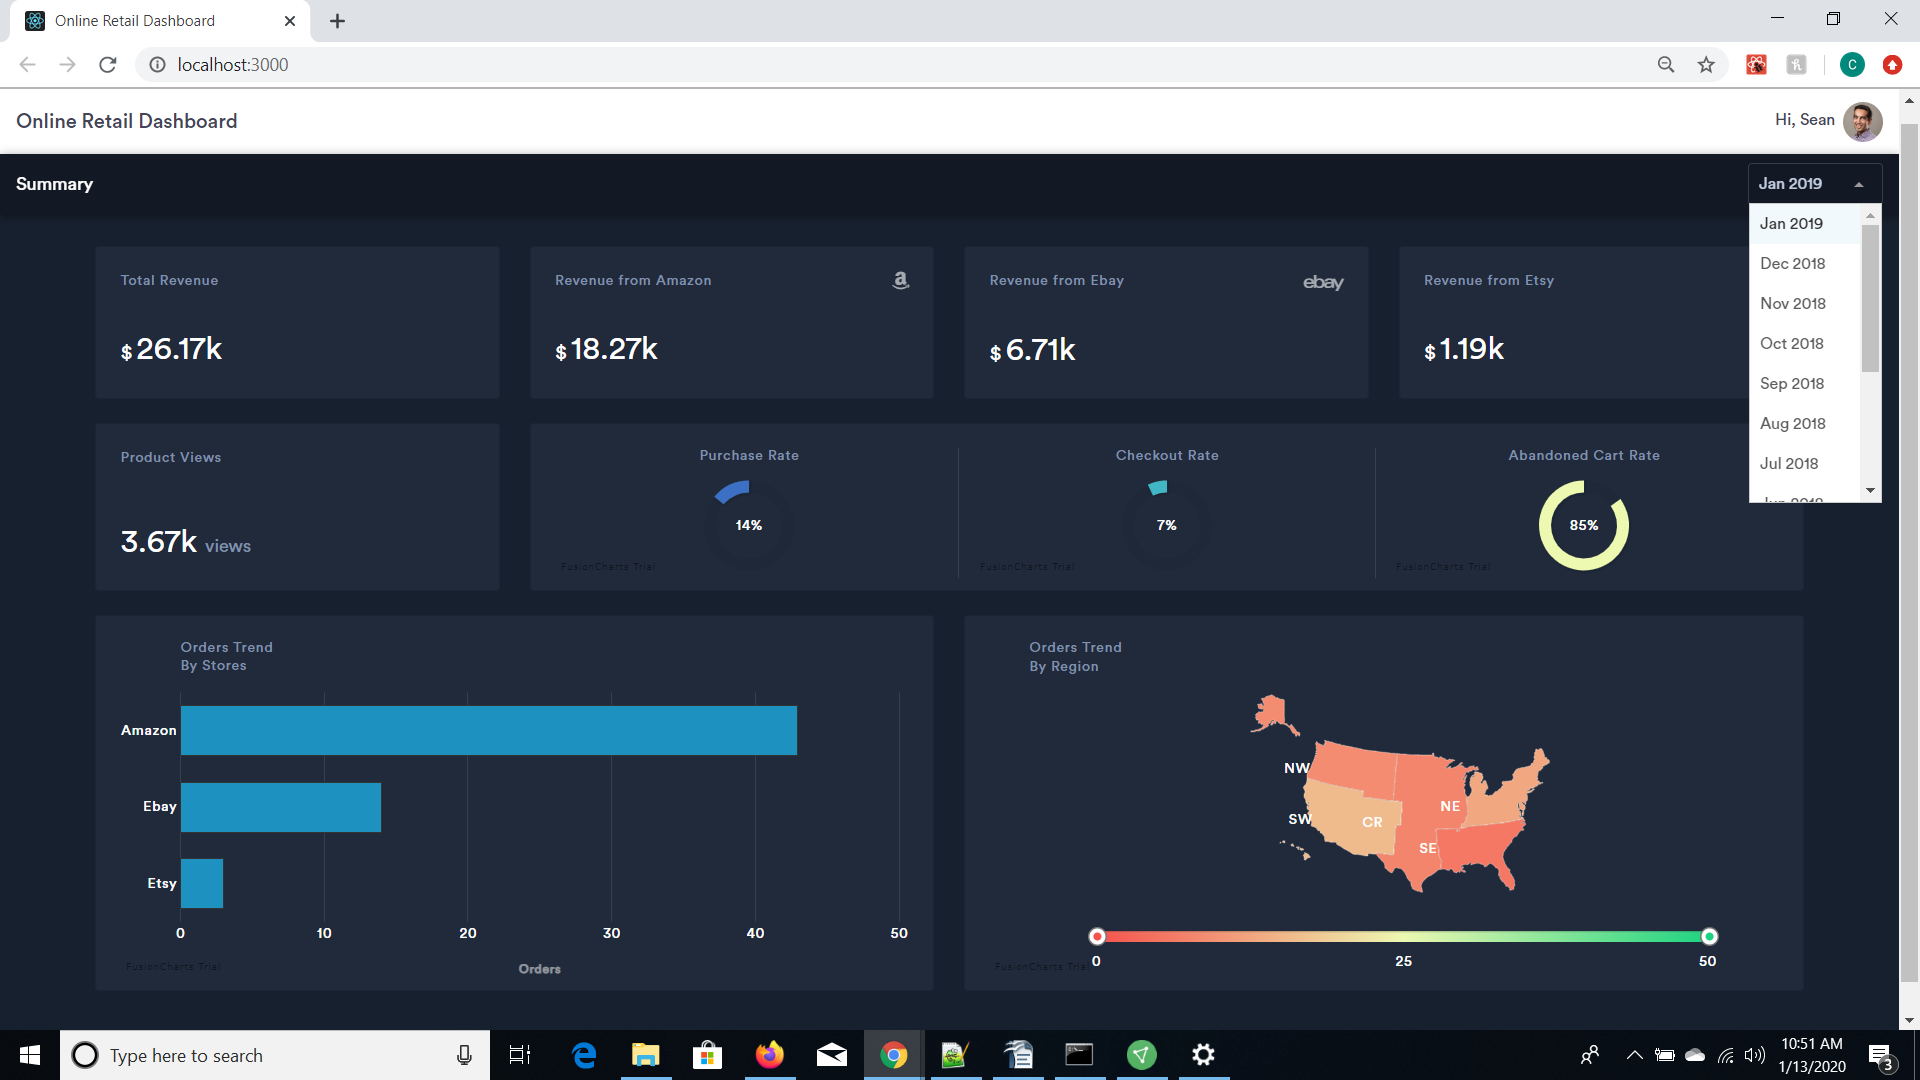 Online Retail Dashboard
localhost:3000
C
Online Retail Dashboard
Hi, Sean
Summary
Jan 2019
Jan 2019
Dec 2018
Nov 2018
Oct 2018
Sep 2018
Aug 2018
Jul 2018
Jun 2018
Total Revenue
$ 26.17k
Revenue from Amazon
a
$ 18.27k
Revenue from Ebay
ebay
$ 6.71k
Revenue from Etsy
$ 1.19k
Product Views
3.67k views
Purchase Rate
14%
FusionCharts Trial
Checkout Rate
7%
FusionCharts Trial
Abandoned Cart Rate
85%
FusionCharts Trial
Orders Trend
By Stores
Amazon
Ebay
Etsy
0 10 20 30 40 50
Orders
FusionCharts Trial
Orders Trend
By Region
NW
NE
SW
CR
SE
0 25 50
FusionCharts Trial
Type here to search
10:51 AM
1/13/2020
3